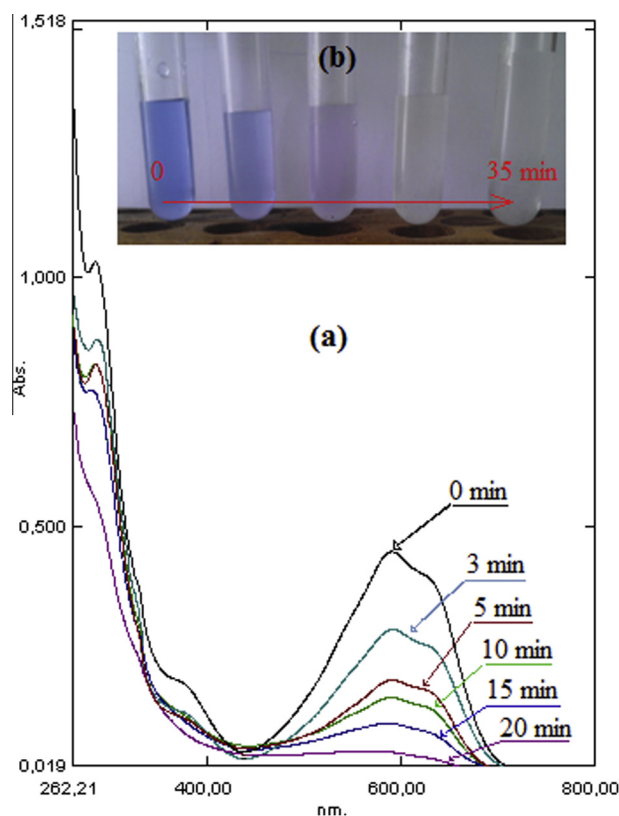 1,518
(b)
0
35 min
1,000
(a)
Abs.
0 min
0,500
3 min
5 min
10 min
15 min
20 min
0,019
262,21
400,00
600,00
800,00
nm.